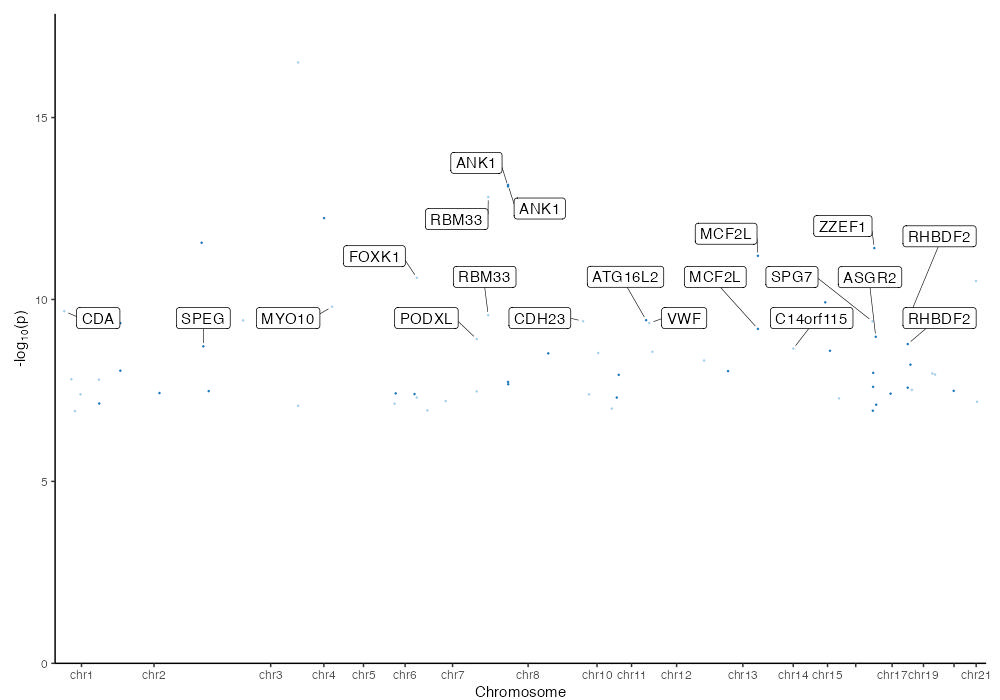 15
ANK1
ANK1
RBM33
MCF2L
ZZEF1
RHBDF2
FOXK1
RBM33
ATG16L2
MCF2L
SPG7
ASGR2
10
CDA
SPEG
MYO10
PODXL
CDH23
VWF
C14orf115
RHBDF2
-log10(p)
5
0
chr1 chr2 chr3 chr4 chr5 chr6 chr7 chr8 chr10 chr11 chr12 chr13 chr14 chr15 chr17 chr19 chr21
Chromosome